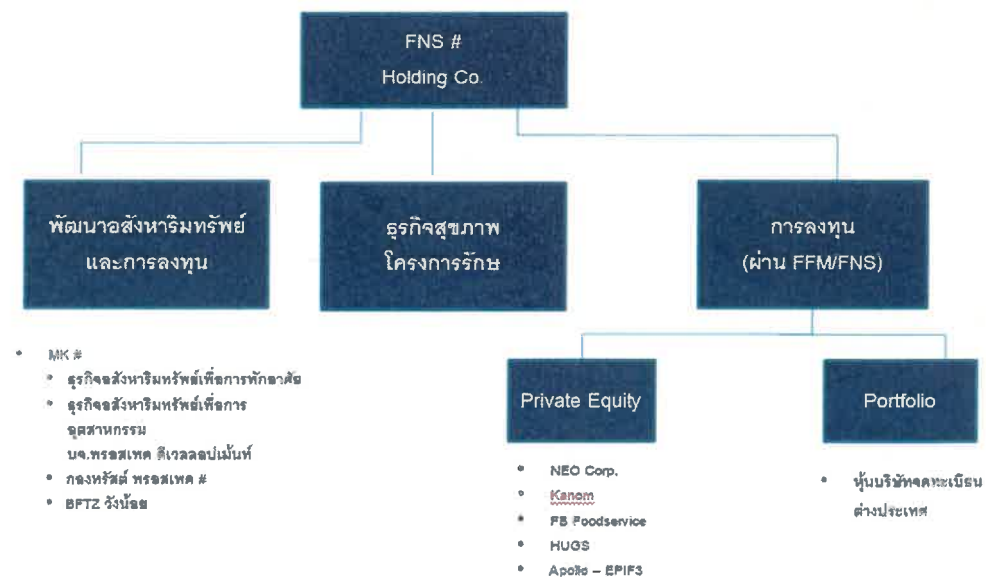 FNS #
Holding Co.
พัฒนาอสังหาริมทรัพย์
และการลงทุน
ธุรกิจสุขภาพ
โครงการรักษ
การลงทุน
(ผ่าน FFM/FNS)
• MK #
• ธุรกิจอสังหาริมทรัพย์เพื่อการพักอาศัย
• ธุรกิจอสังหาริมทรัพย์เพื่อการ
อุตสาหกรรม
บจ.พรอสเพค ดีเวลลอปเม้นท์
• กองทรัสต์ พรอสเพค #
• BFTZ วังน้อย
Private Equity
• NEO Corp.
• Kanom
• FB Foodservice
• HUGS
• Apollo – EPIF3
Portfolio
• หุ้นบริษัทจดทะเบียน
ต่างประเทศ